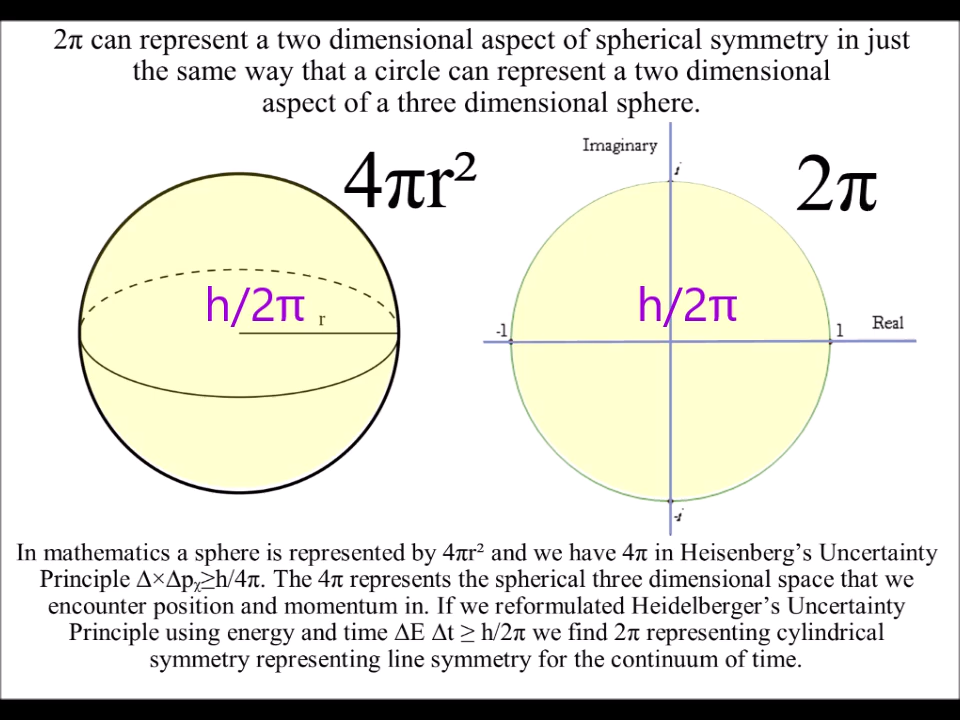 2π can represent a two dimensional aspect of spherical symmetry in just
the same way that a circle can represent a two dimensional
aspect of a three dimensional sphere.
4πr²
Imaginary
i
2π
h/2π
r
h/2π
-1
1
Real
-i
In mathematics a sphere is represented by 4πr² and we have 4π in Heisenberg’s Uncertainty
Principle Δ×Δpᵪ≥h/4π. The 4π represents the spherical three dimensional space that we
encounter position and momentum in. If we reformulated Heidelberger’s Uncertainty
Principle using energy and time ΔE Δt ≥ h/2π we find 2π representing cylindrical
symmetry representing line symmetry for the continuum of time.